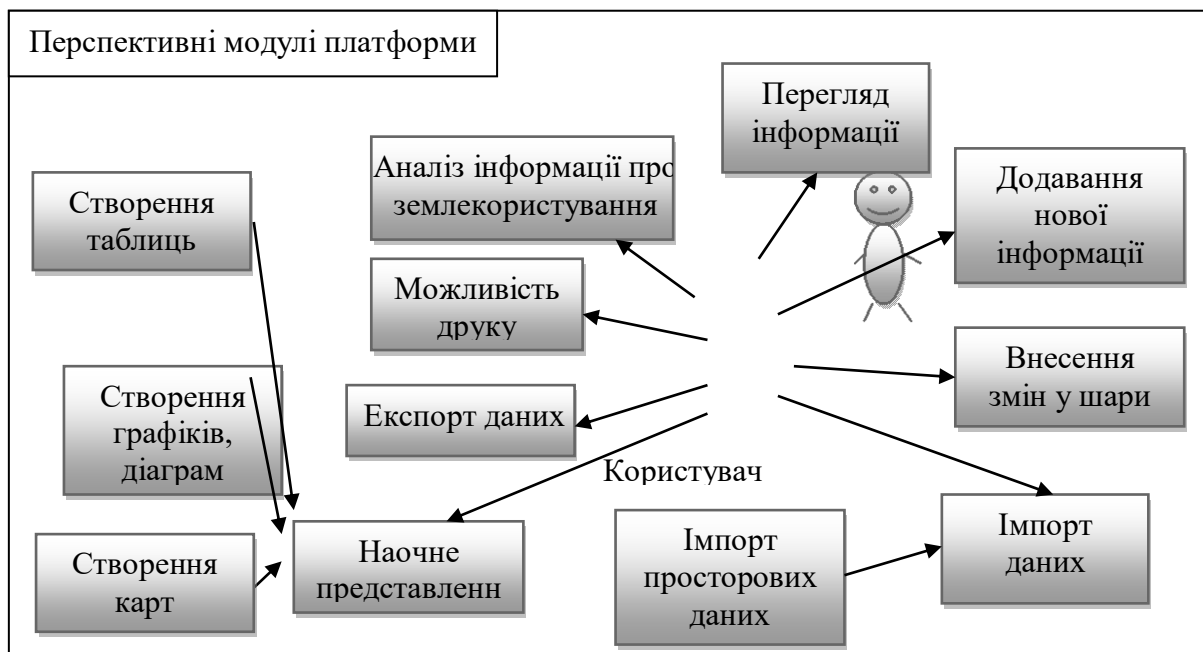 Перспективні модулі платформи
Перегляд
інформації
Аналіз інформації про
землекористування
Додавання
нової
інформації
Створення
таблиць
Можливість
друку
Внесення
змін у шари
Створення
графіків,
діаграм
Експорт даних
Користувач
Створення
карт
Наочне
представленн
Імпорт
просторових
даних
Імпорт
даних